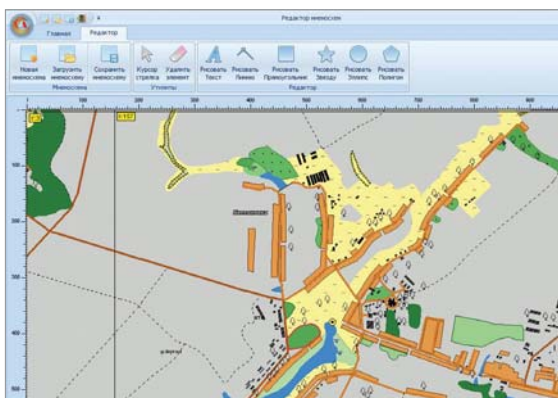 Редактор мнемосхем
Главная Редактор
Новая мнемосхема
Загрузить мнемосхему
Сохранить мнемосхему
Курсор стрелка
Удалить элемент
Рисовать Текст
Рисовать Линию
Рисовать Прямоугольник
Рисовать Звезду
Рисовать Эллипс
Рисовать Полигон
Мнемосхема Утилиты Редактор
0 100 200 300 400 500 600 700 800 900
100
200
300
400
500